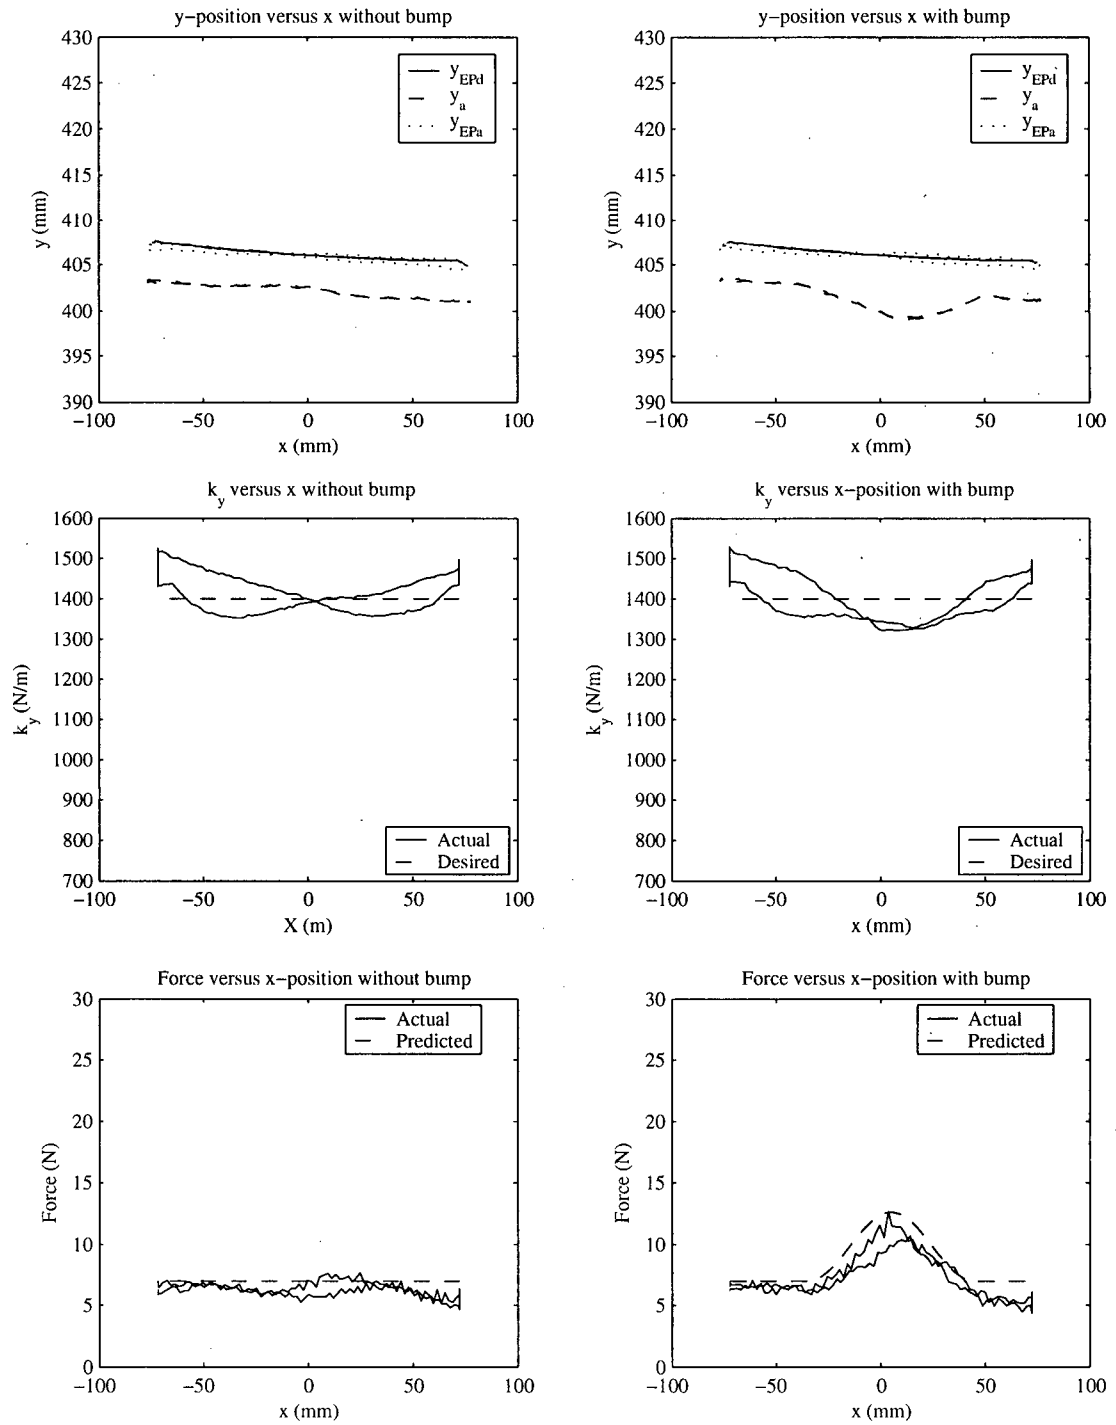 y−position versus x without bump
430
425
420
415
410
405
400
395
390
y (mm)
y_EPd
y_a
y_EPa
−100
−50
0
50
100
x (mm)
y−position versus x with bump
430
425
420
415
410
405
400
395
390
y (mm)
y_EPd
y_a
y_EPa
−100
−50
0
50
100
x (mm)
k_y versus x without bump
1600
1500
1400
1300
1200
1100
1000
900
800
700
k_y (N/m)
Actual
Desired
−100
−50
0
50
100
X (m)
k_y versus x−position with bump
1600
1500
1400
1300
1200
1100
1000
900
800
700
k_y (N/m)
Actual
Desired
−100
−50
0
50
100
x (mm)
Force versus x−position without bump
30
25
20
15
10
5
0
Force (N)
Actual
Predicted
−100
−50
0
50
100
x (mm)
Force versus x−position with bump
30
25
20
15
10
5
0
Force (N)
Actual
Predicted
−100
−50
0
50
100
x (mm)